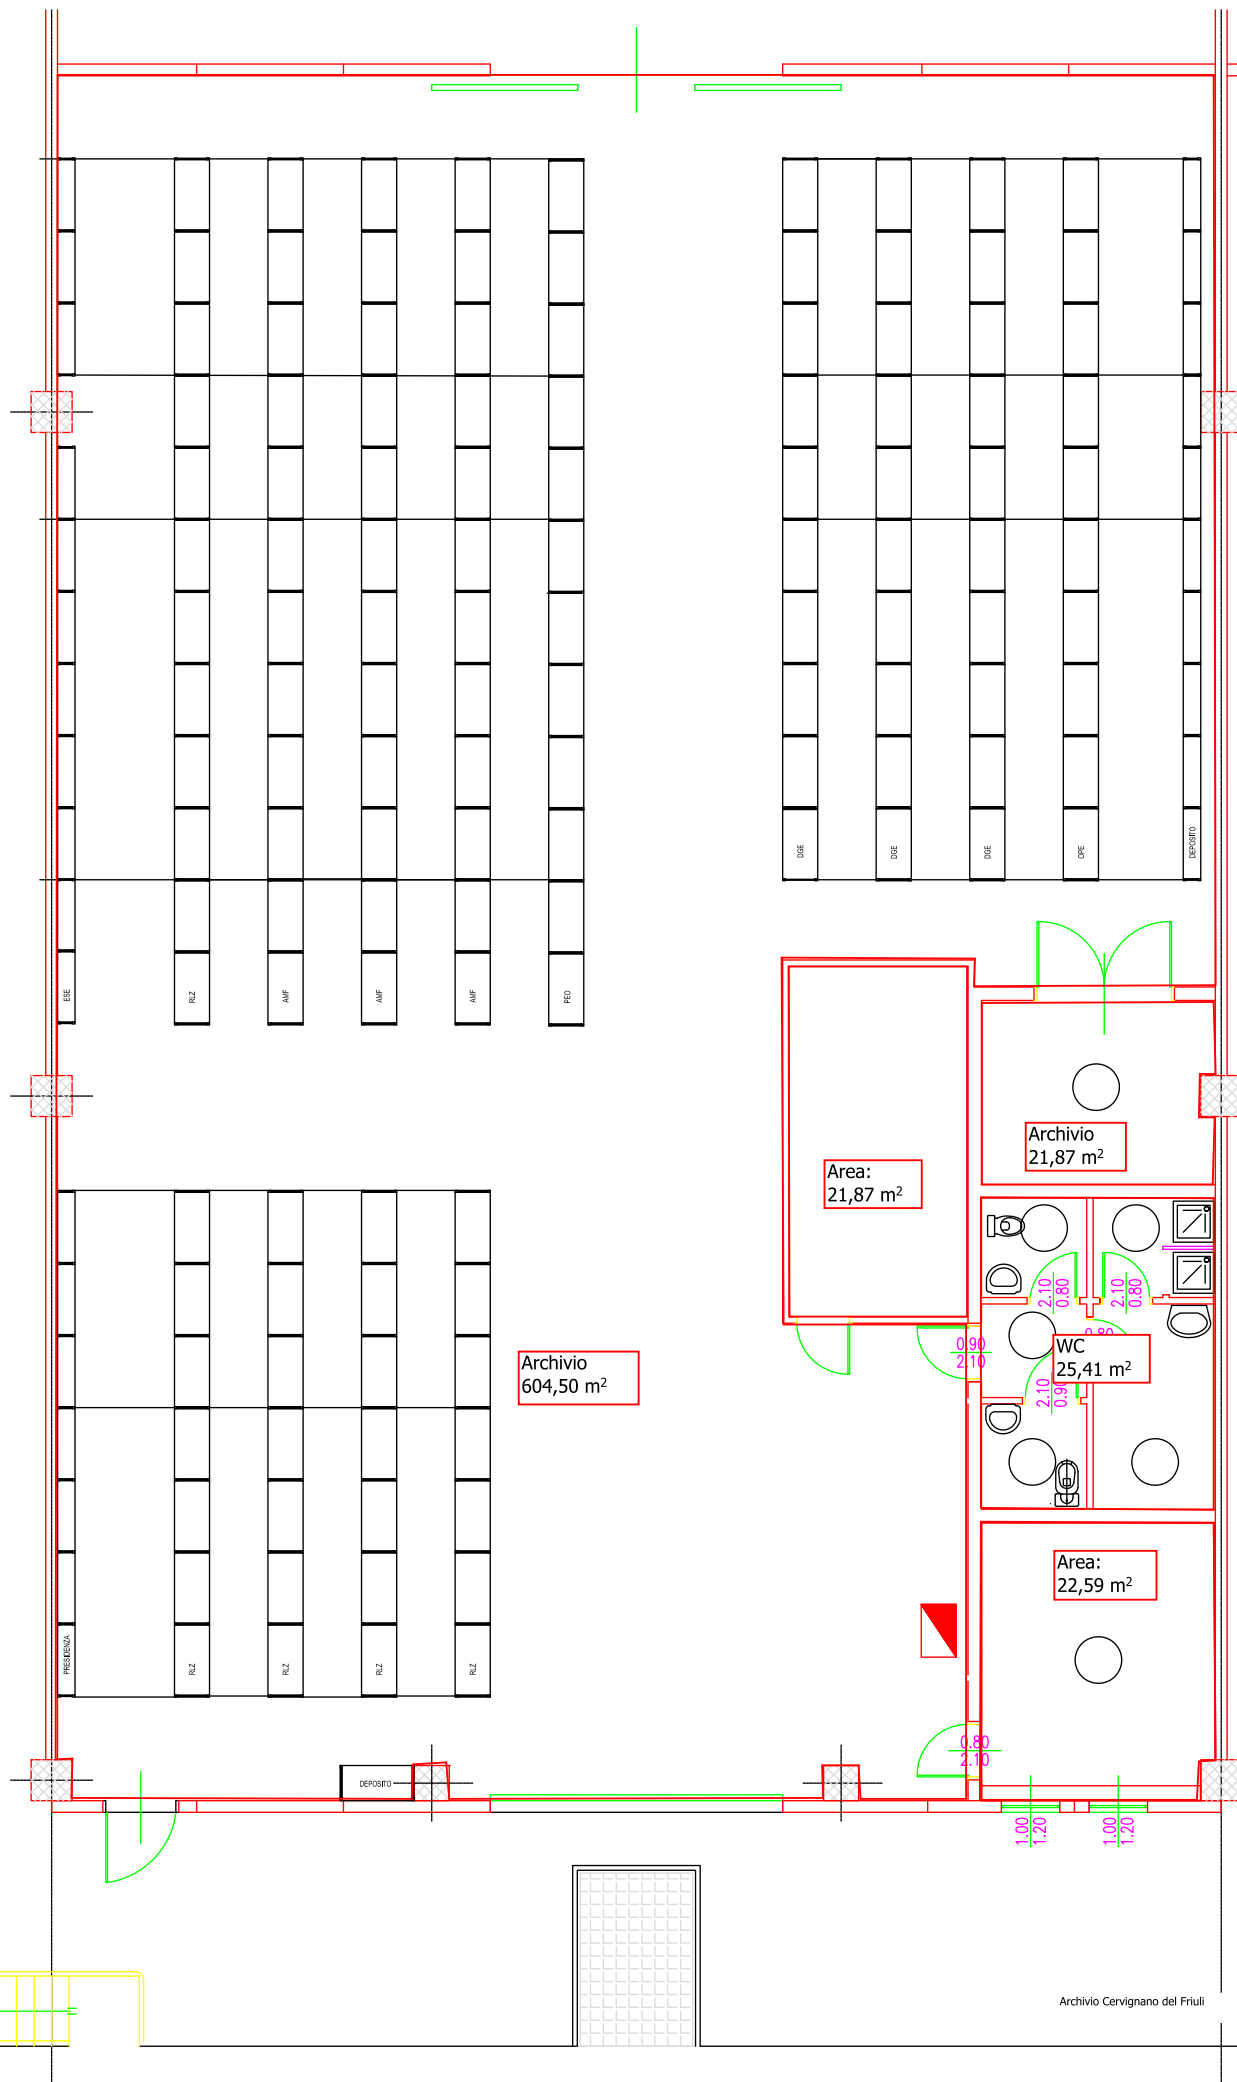 DGE
DGE
DGE
OPE
DEPOSITO
ESE
RLZ
AMF
AMF
AMF
PEO
Archivio
21,87 m²
Area:
21,87 m²
2.10
0.80
2.10
0.80
0.90
2.10
0.80
WC
25,41 m²
2.10
0.90
Archivio
604,50 m²
Area:
22,59 m²
PRESIDENZA
RLZ
RLZ
RLZ
RLZ
0.80
2.10
DEPOSITO
1.00
1.20
1.00
1.20
Archivio Cervignano del Friuli